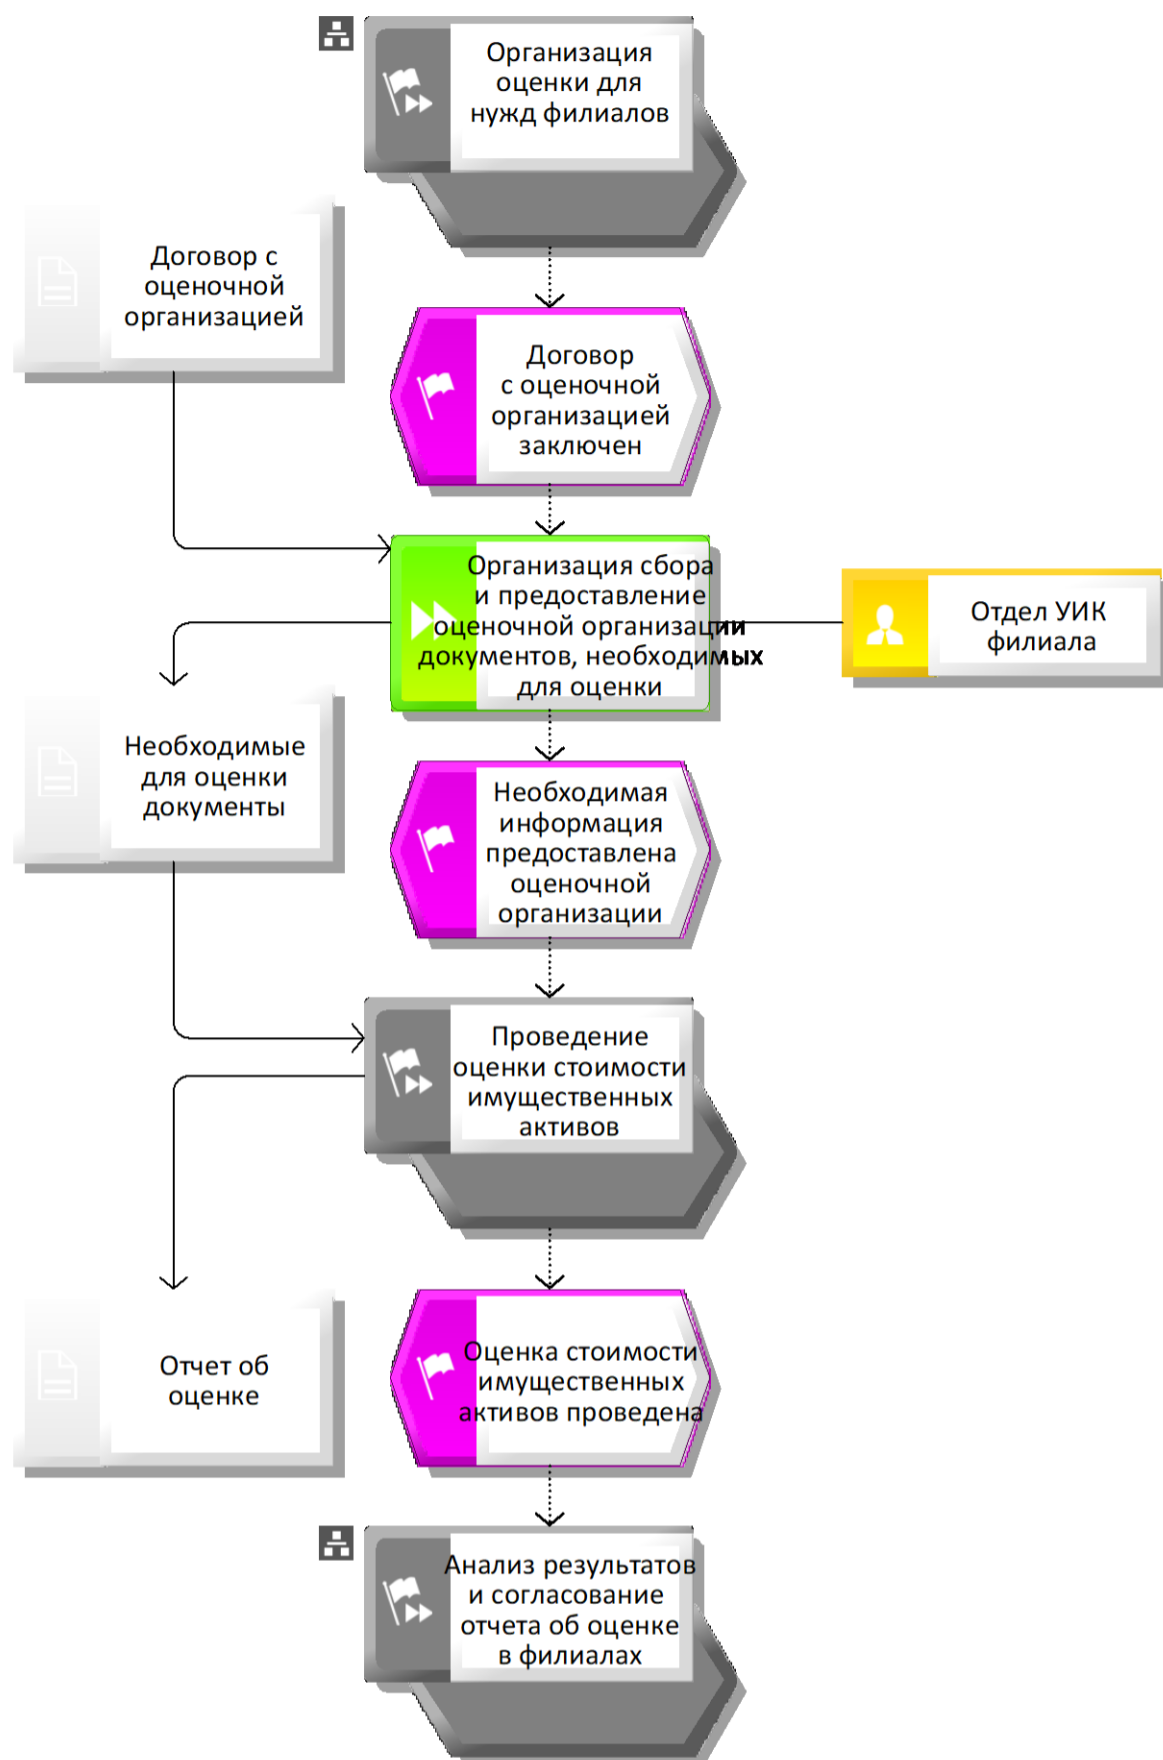 Организация
оценки для
нужд филиалов
Договор с
оценочной
организацией
Договор
с оценочной
организацией
заключен
Организация сбора
и предоставление
оценочной организации
документов, необходимых
для оценки
Отдел УИК
филиала
Необходимые
для оценки
документы
Необходимая
информация
предоставлена
оценочной
организации
Проведение
оценки стоимости
имущественных
активов
Отчет об
оценке
Оценка стоимости
имущественных
активов проведена
Анализ результатов
и согласование
отчета об оценке
в филиалах